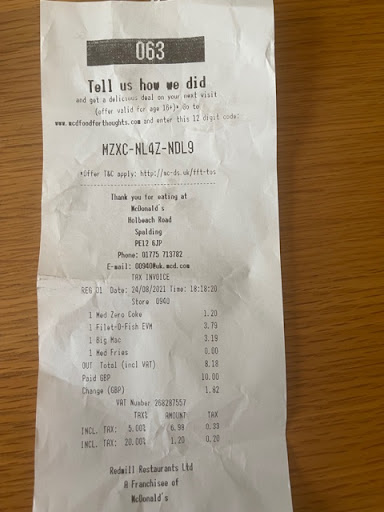 063
Tell us how we did
and get a delicious deal on your next visit
(offer valid for age 16+)* Go to
www.mcdfoodforthoughts.com and enter this 12 digit code:
MZXC-NL4Z-NDL9
*Offer T&C apply: http://mc-ds.uk/fft-tos
Thank you for eating at
McDonald's
Holbeach Road
Spalding
PE12 6JP
Phone: 01775 713782
E-mail: 00940@uk.mcd.com
TAX INVOICE
REG 01 Date: 24/08/2021 Time: 18:18:20
Store 0940
1 Med Zero Coke 1.20
1 Filet-O-Fish EVM 3.79
1 Big Mac 3.19
1 Med Fries 0.00
OUT Total (incl VAT) 8.18
Paid GBP 10.00
Change (GBP) 1.82
VAT Number 268287557
TAX% AMOUNT TAX
INCL. TAX: 5.00% 6.98 0.33
INCL. TAX: 20.00% 1.20 0.20
Redmill Restaurants Ltd
A Franchisee of
McDonald's